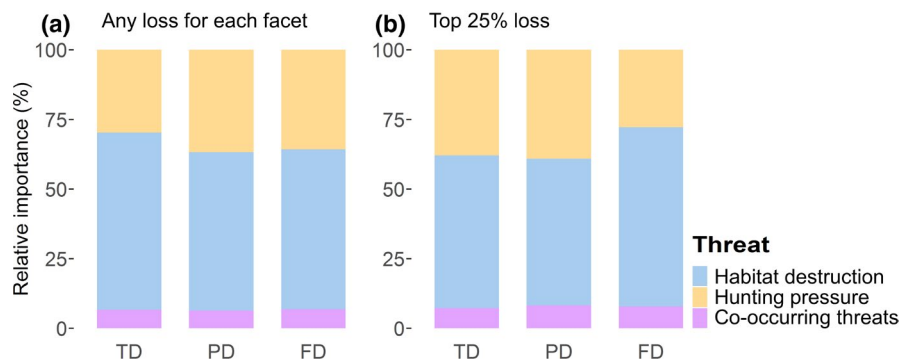 (a) Any loss for each facet
(b) Top 25% loss
Relative importance (%)
100-
75-
50-
25-
0-
TD PD FD
100-
75-
50-
25-
0-
TD PD FD
Threat
Habitat destruction
Hunting pressure
Co-occurring threats